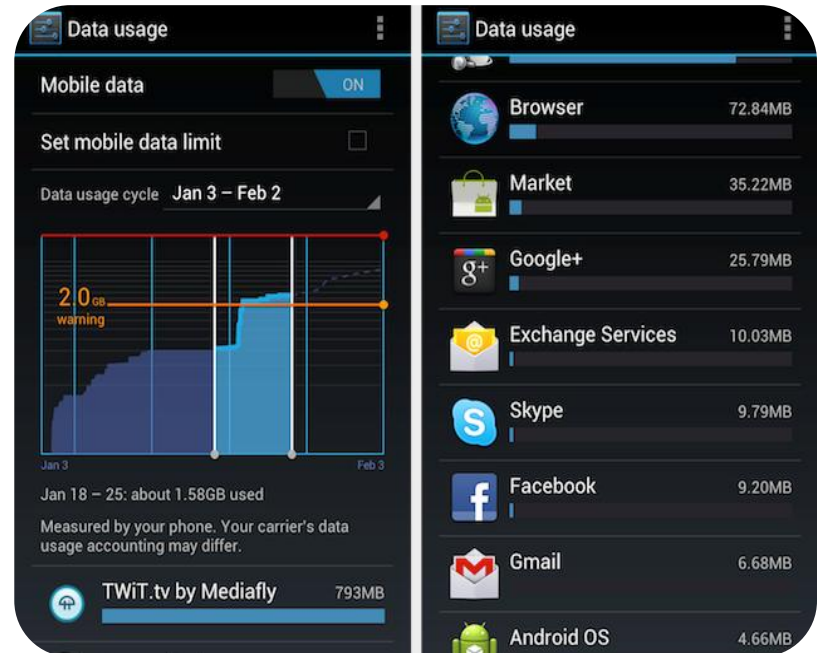 Data usage
Mobile data ON
Set mobile data limit
Data usage cycle Jan 3 – Feb 2
2.0 GB
warning
Jan 3 Feb 3
Jan 18 – 25: about 1.58GB used
Measured by your phone. Your carrier's data
usage accounting may differ.
TWiT.tv by Mediafly 793MB
Data usage
Browser 72.84MB
Market 35.22MB
Google+ 25.79MB
g+
Exchange Services 10.03MB
Skype 9.79MB
Facebook 9.20MB
Gmail 6.68MB
Android OS 4.66MB